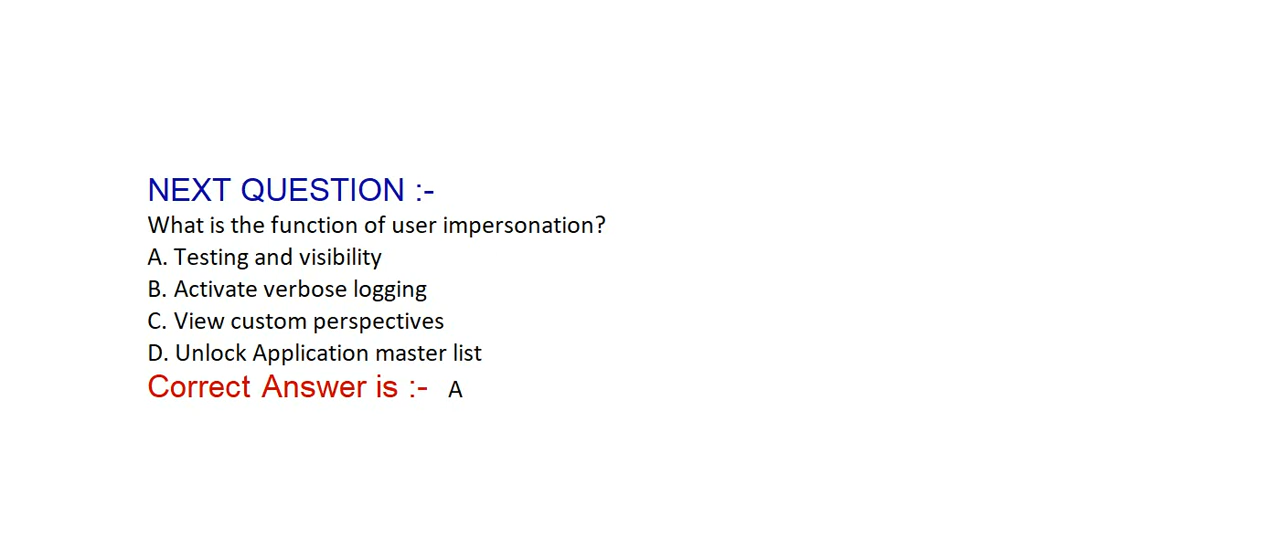 NEXT QUESTION :-
What is the function of user impersonation?
A. Testing and visibility
B. Activate verbose logging
C. View custom perspectives
D. Unlock Application master list
Correct Answer is :- A